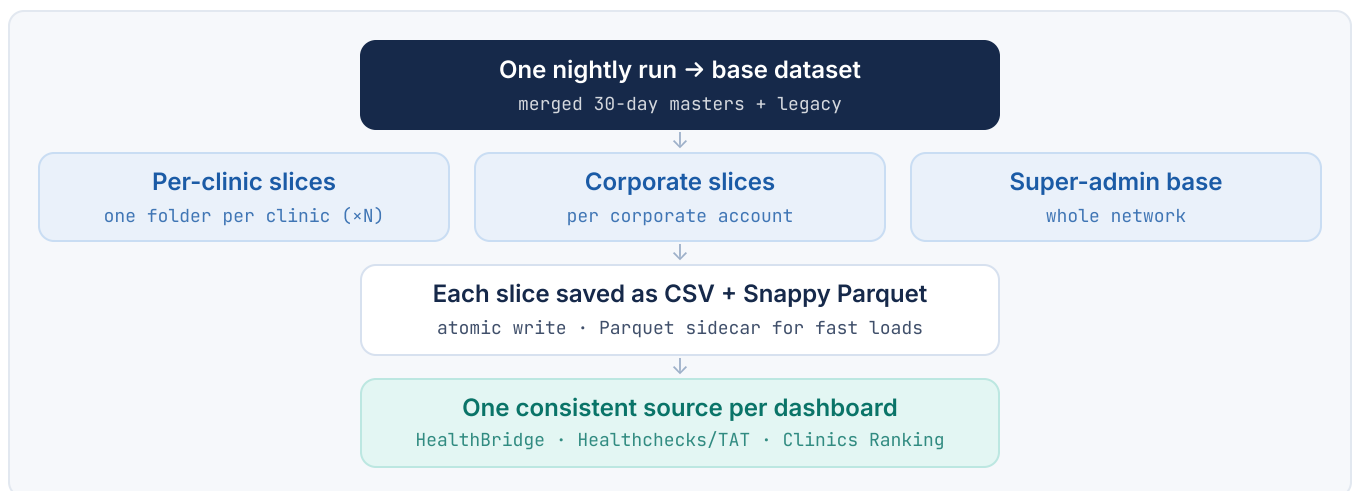 One nightly run → base dataset
merged 30-day masters + legacy
Per-clinic slices
one folder per clinic (×N)
Corporate slices
per corporate account
Super-admin base
whole network
Each slice saved as CSV + Snappy Parquet
atomic write · Parquet sidecar for fast loads
One consistent source per dashboard
HealthBridge · Healthchecks/TAT · Clinics Ranking